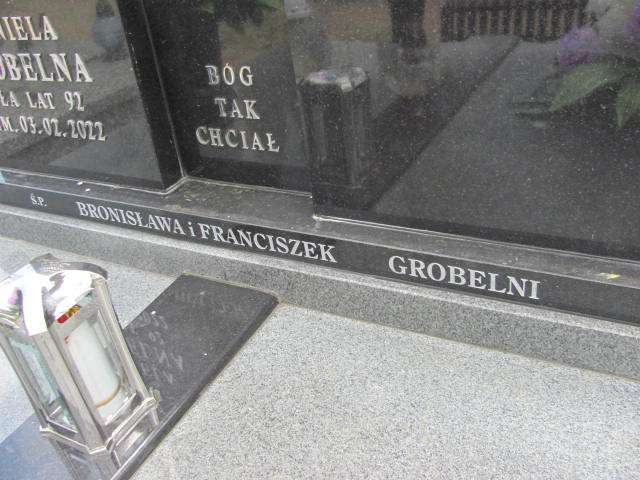 NIELA
OBELNA
ŁA LAT 92
M. 03.02.2022
BÓG
TAK
CHCIAŁ
Ś.P. BRONISŁAWA i FRANCISZEK GROBELNI